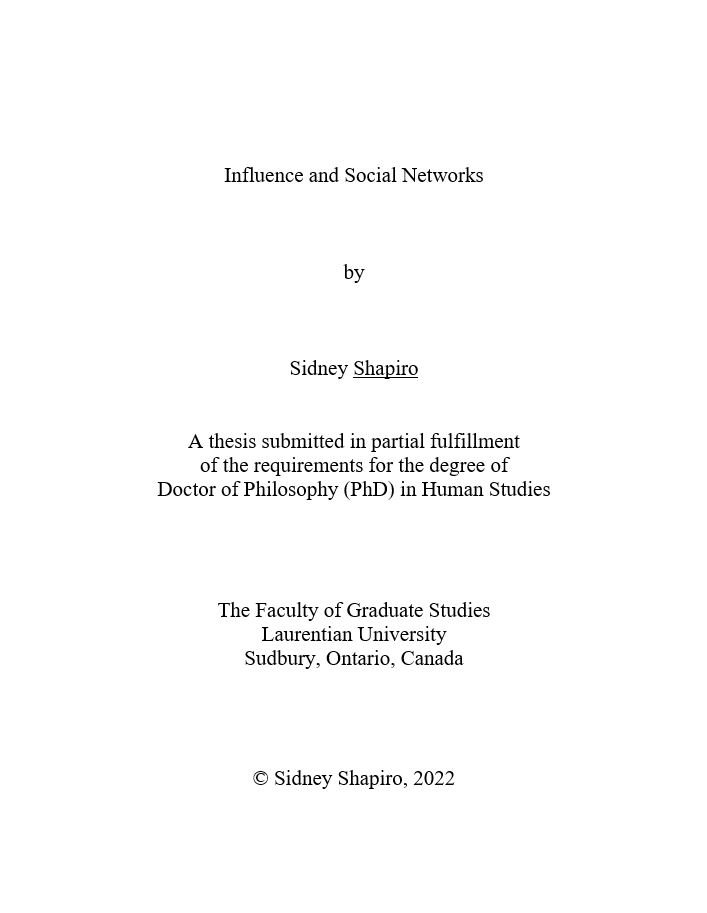 Influence and Social Networks
by
Sidney Shapiro
A thesis submitted in partial fulfillment
of the requirements for the degree of
Doctor of Philosophy (PhD) in Human Studies
The Faculty of Graduate Studies
Laurentian University
Sudbury, Ontario, Canada
© Sidney Shapiro, 2022